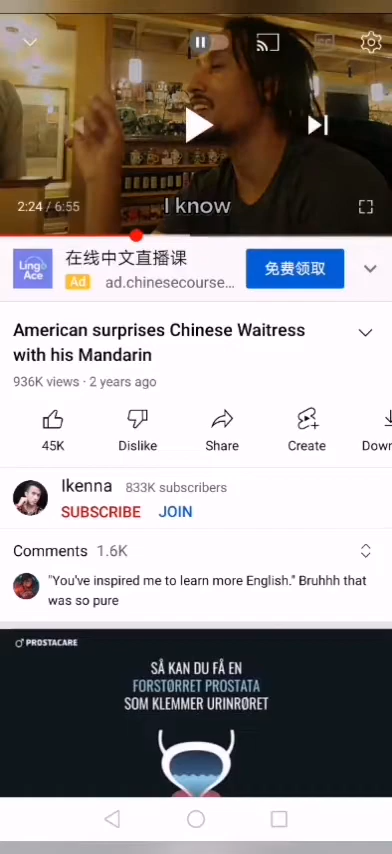 I know
2:24 / 6:55
Ling
Ace
在线中文直播课
Ad ad.chinesecourse...
免费领取
American surprises Chinese Waitress
with his Mandarin
936K views · 2 years ago
45K
Dislike
Share
Create
Down
Ikenna 833K subscribers
SUBSCRIBE JOIN
Comments 1.6K
"You've inspired me to learn more English." Bruhhh that
was so pure
PROSTACARE
SÅ KAN DU FÅ EN
FORSTØRRET PROSTATA
SOM KLEMMER URINRØRET